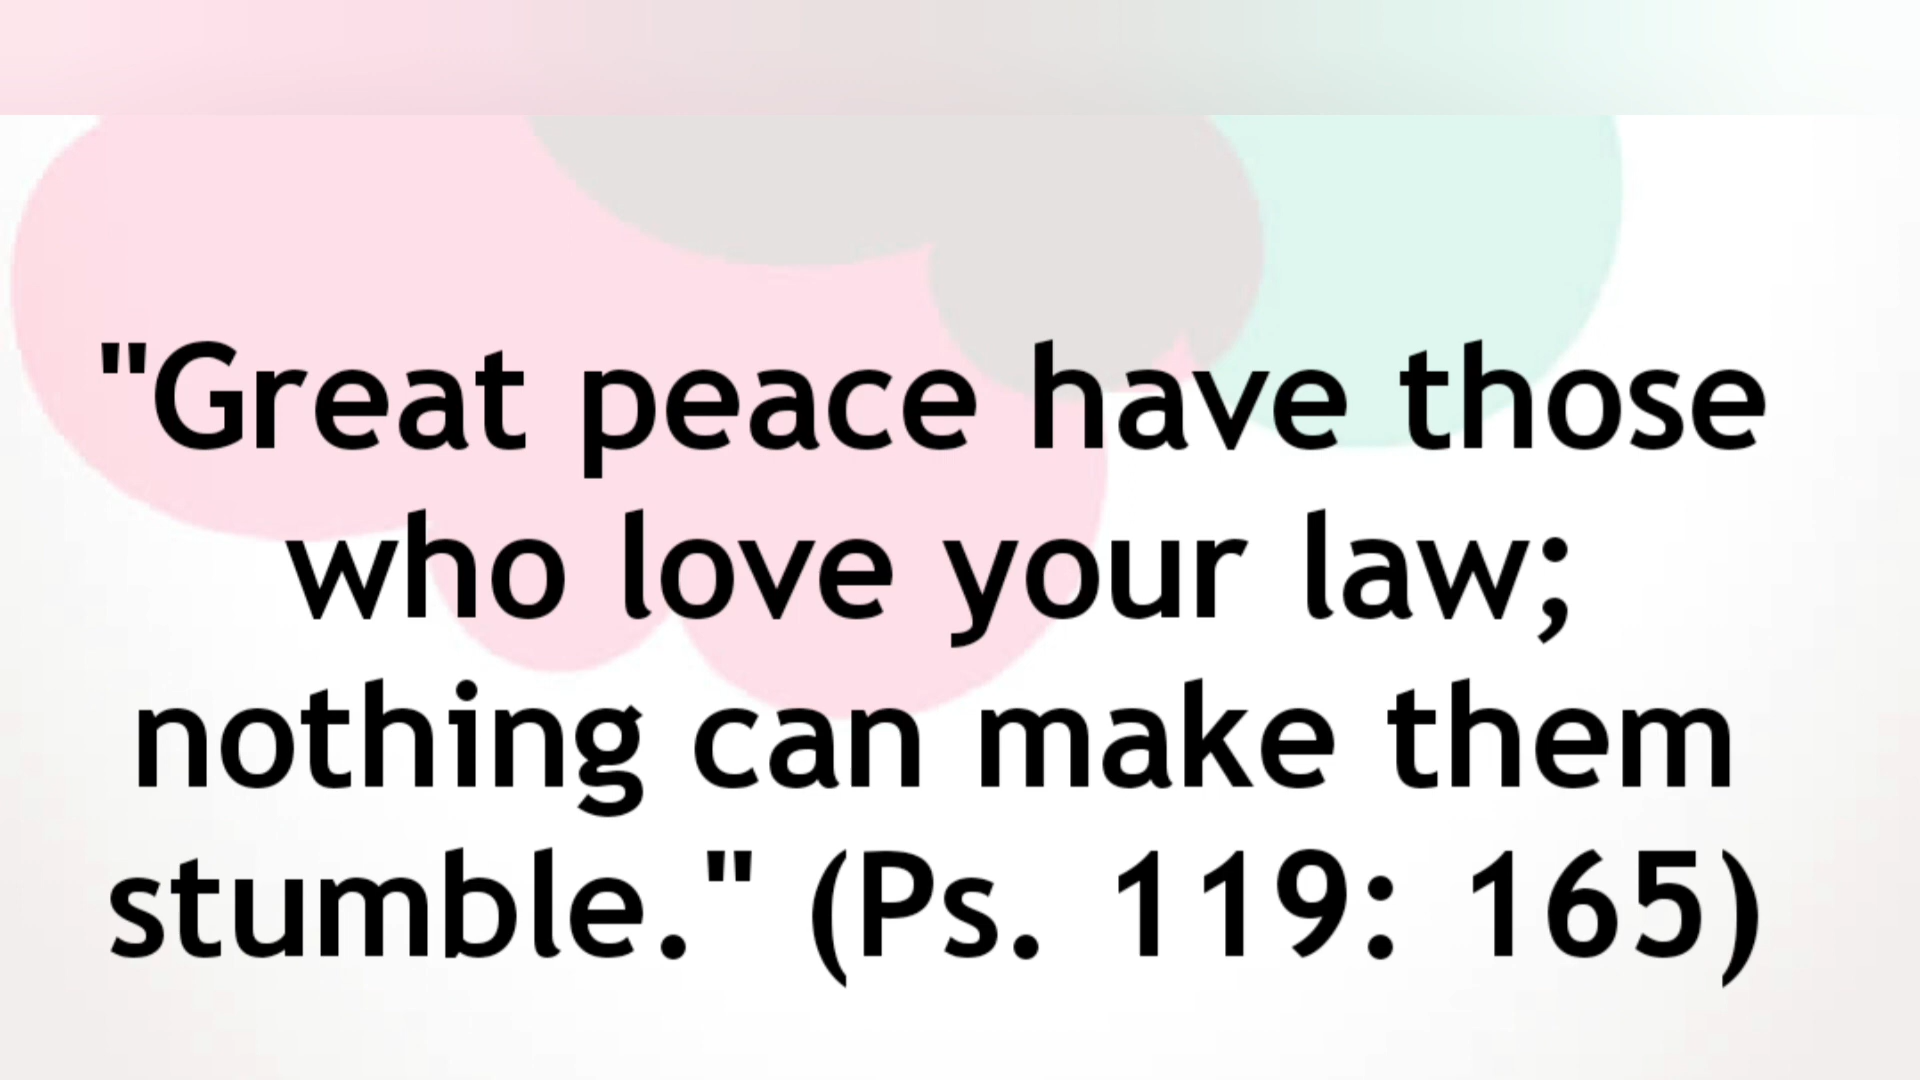 "Great peace have those
who love your law;
nothing can make them
stumble." (Ps. 119: 165)